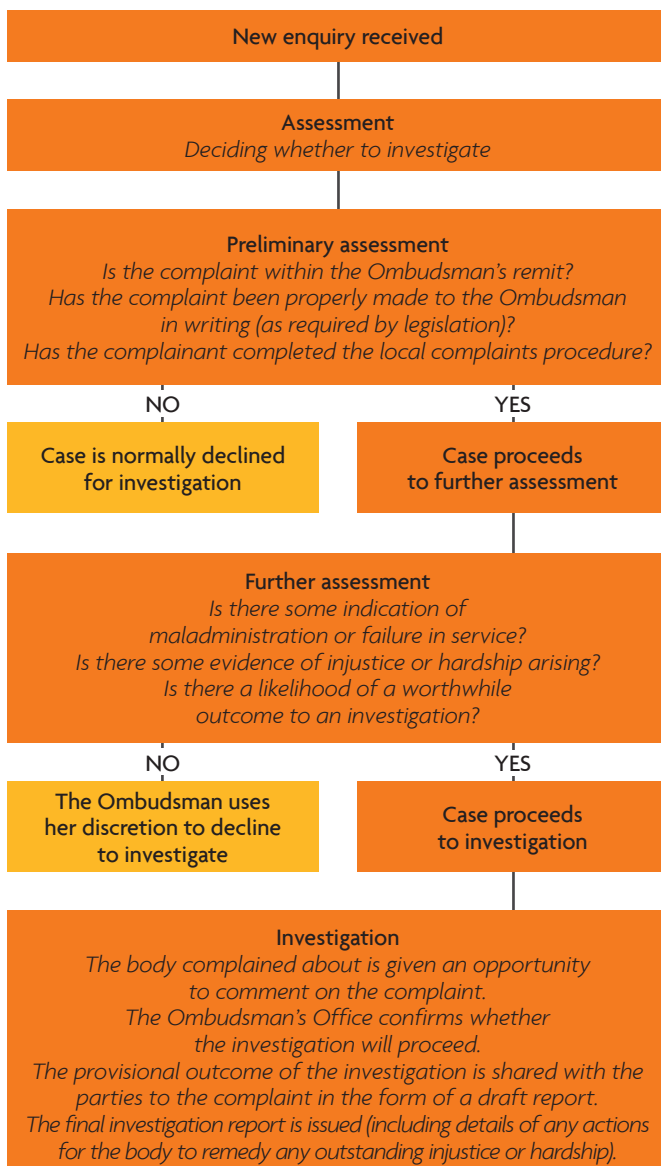 New enquiry received
Assessment
Deciding whether to investigate
Preliminary assessment
Is the complaint within the Ombudsman’s remit?
Has the complaint been properly made to the Ombudsman
in writing (as required by legislation)?
Has the complainant completed the local complaints procedure?
NO
YES
Case is normally declined
for investigation
Case proceeds
to further assessment
Further assessment
Is there some indication of
maladministration or failure in service?
Is there some evidence of injustice or hardship arising?
Is there a likelihood of a worthwhile
outcome to an investigation?
NO
YES
The Ombudsman uses
her discretion to decline
to investigate
Case proceeds
to investigation
Investigation
The body complained about is given an opportunity
to comment on the complaint.
The Ombudsman’s Office confirms whether
the investigation will proceed.
The provisional outcome of the investigation is shared with the
parties to the complaint in the form of a draft report.
The final investigation report is issued (including details of any actions
for the body to remedy any outstanding injustice or hardship).